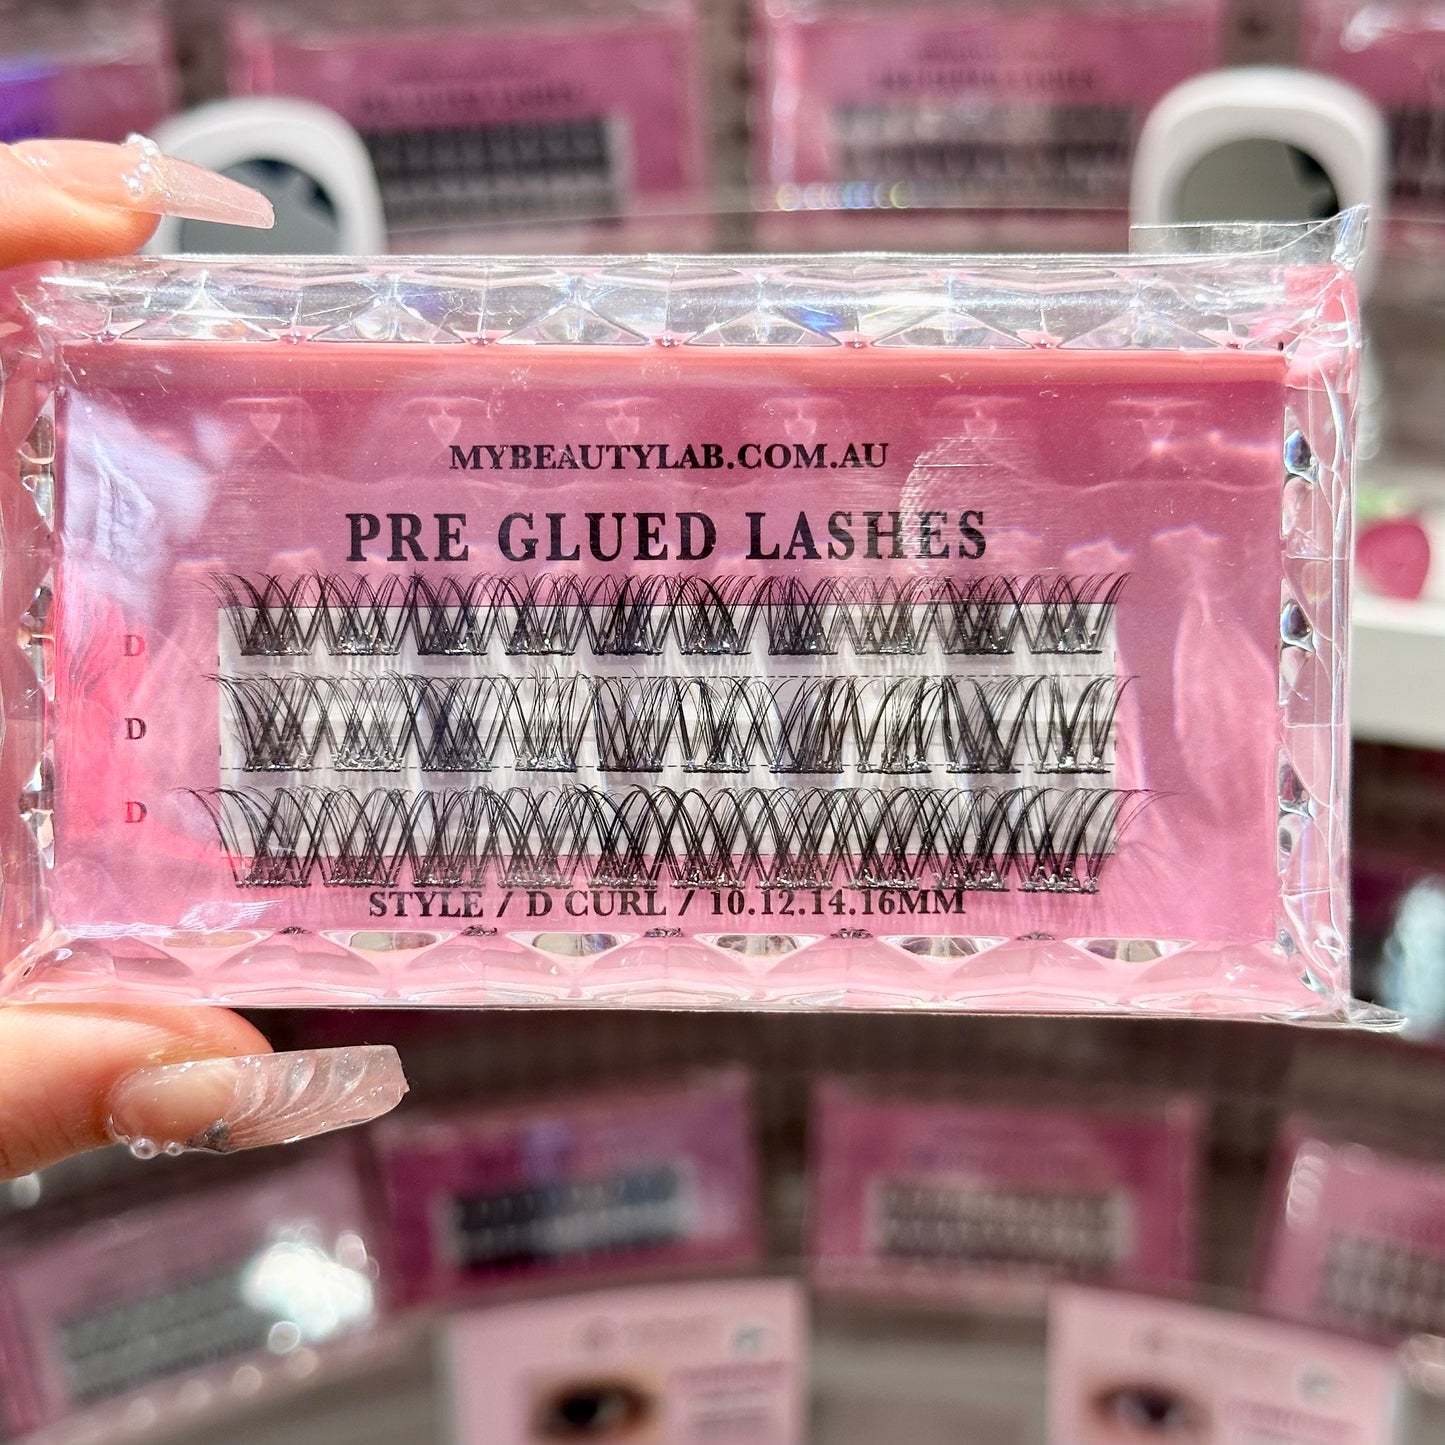 MYBEAUTYLAB.COM.AU
PRE GLUED LASHES
D
D
D
STYLE / D CURL / 10.12.14.16MM